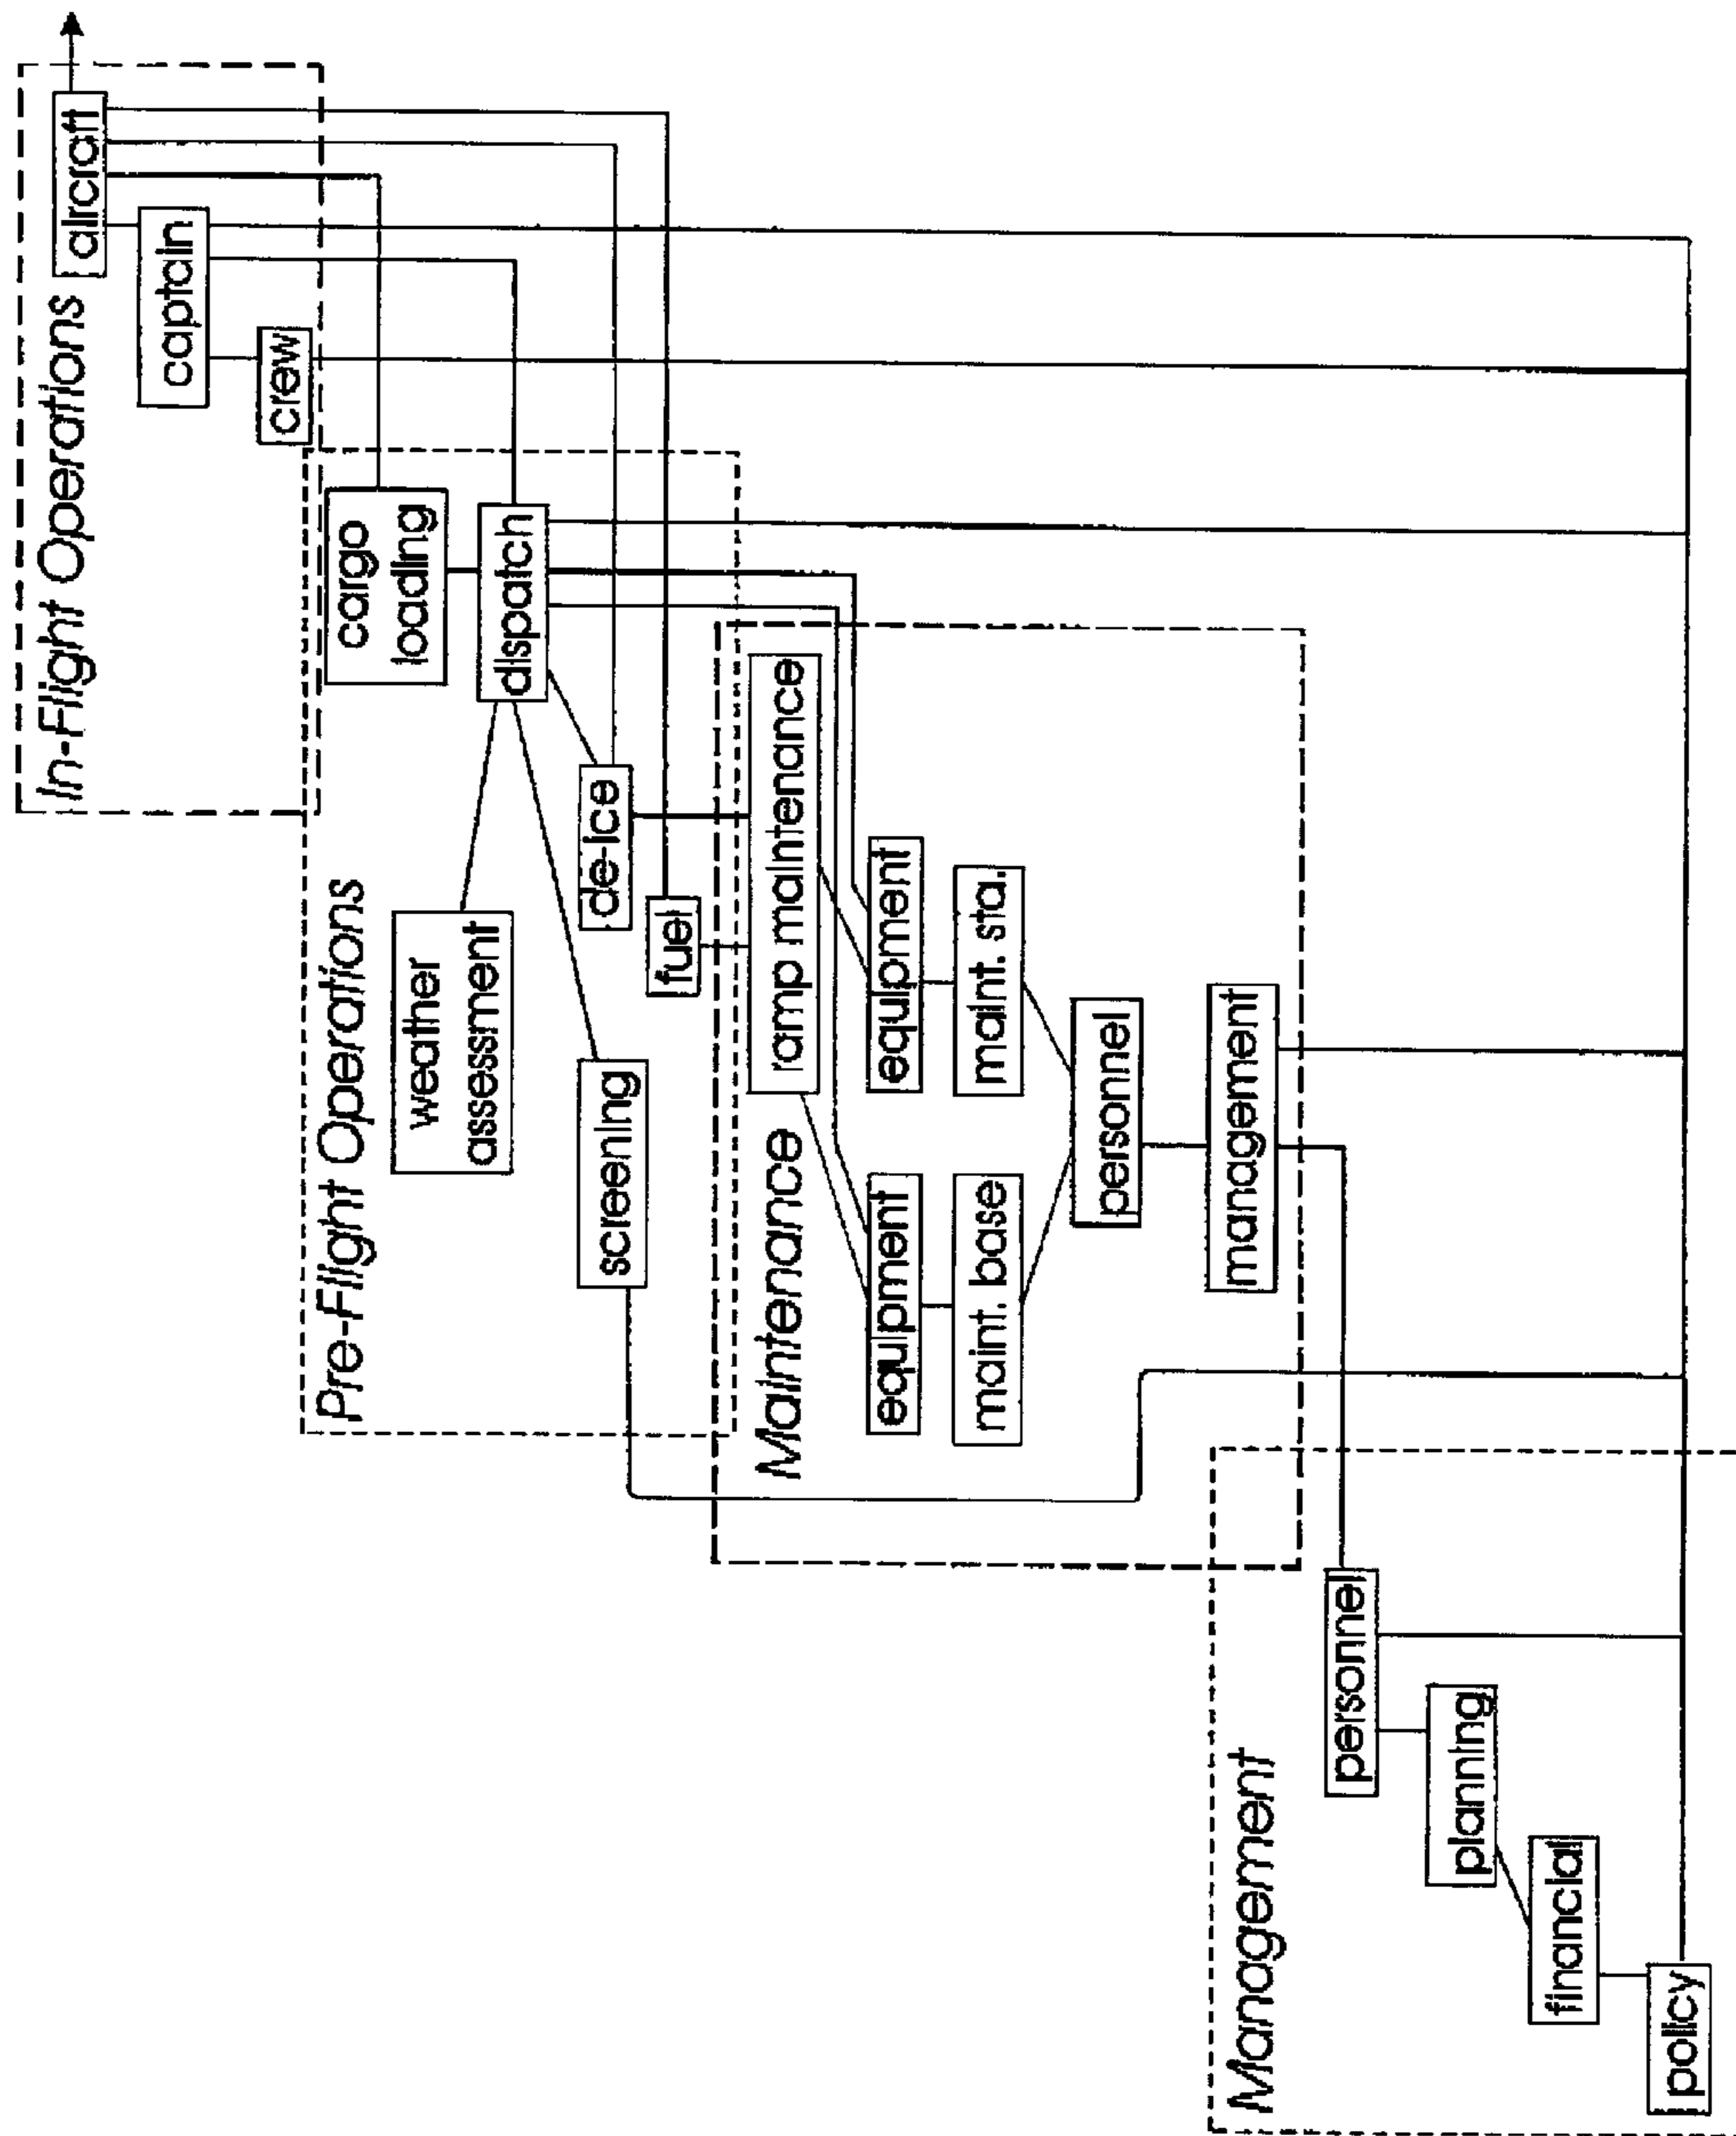 In-Flight Operations
aircraft
captain
crew
Pre-Flight Operations
cargo
loading
dispatch
weather
assessment
screening
de-ice
fuel
Maintenance
ramp maintenance
equipment
equipment
maint. base
maint. sta.
personnel
management
Management
personnel
planning
financial
policy